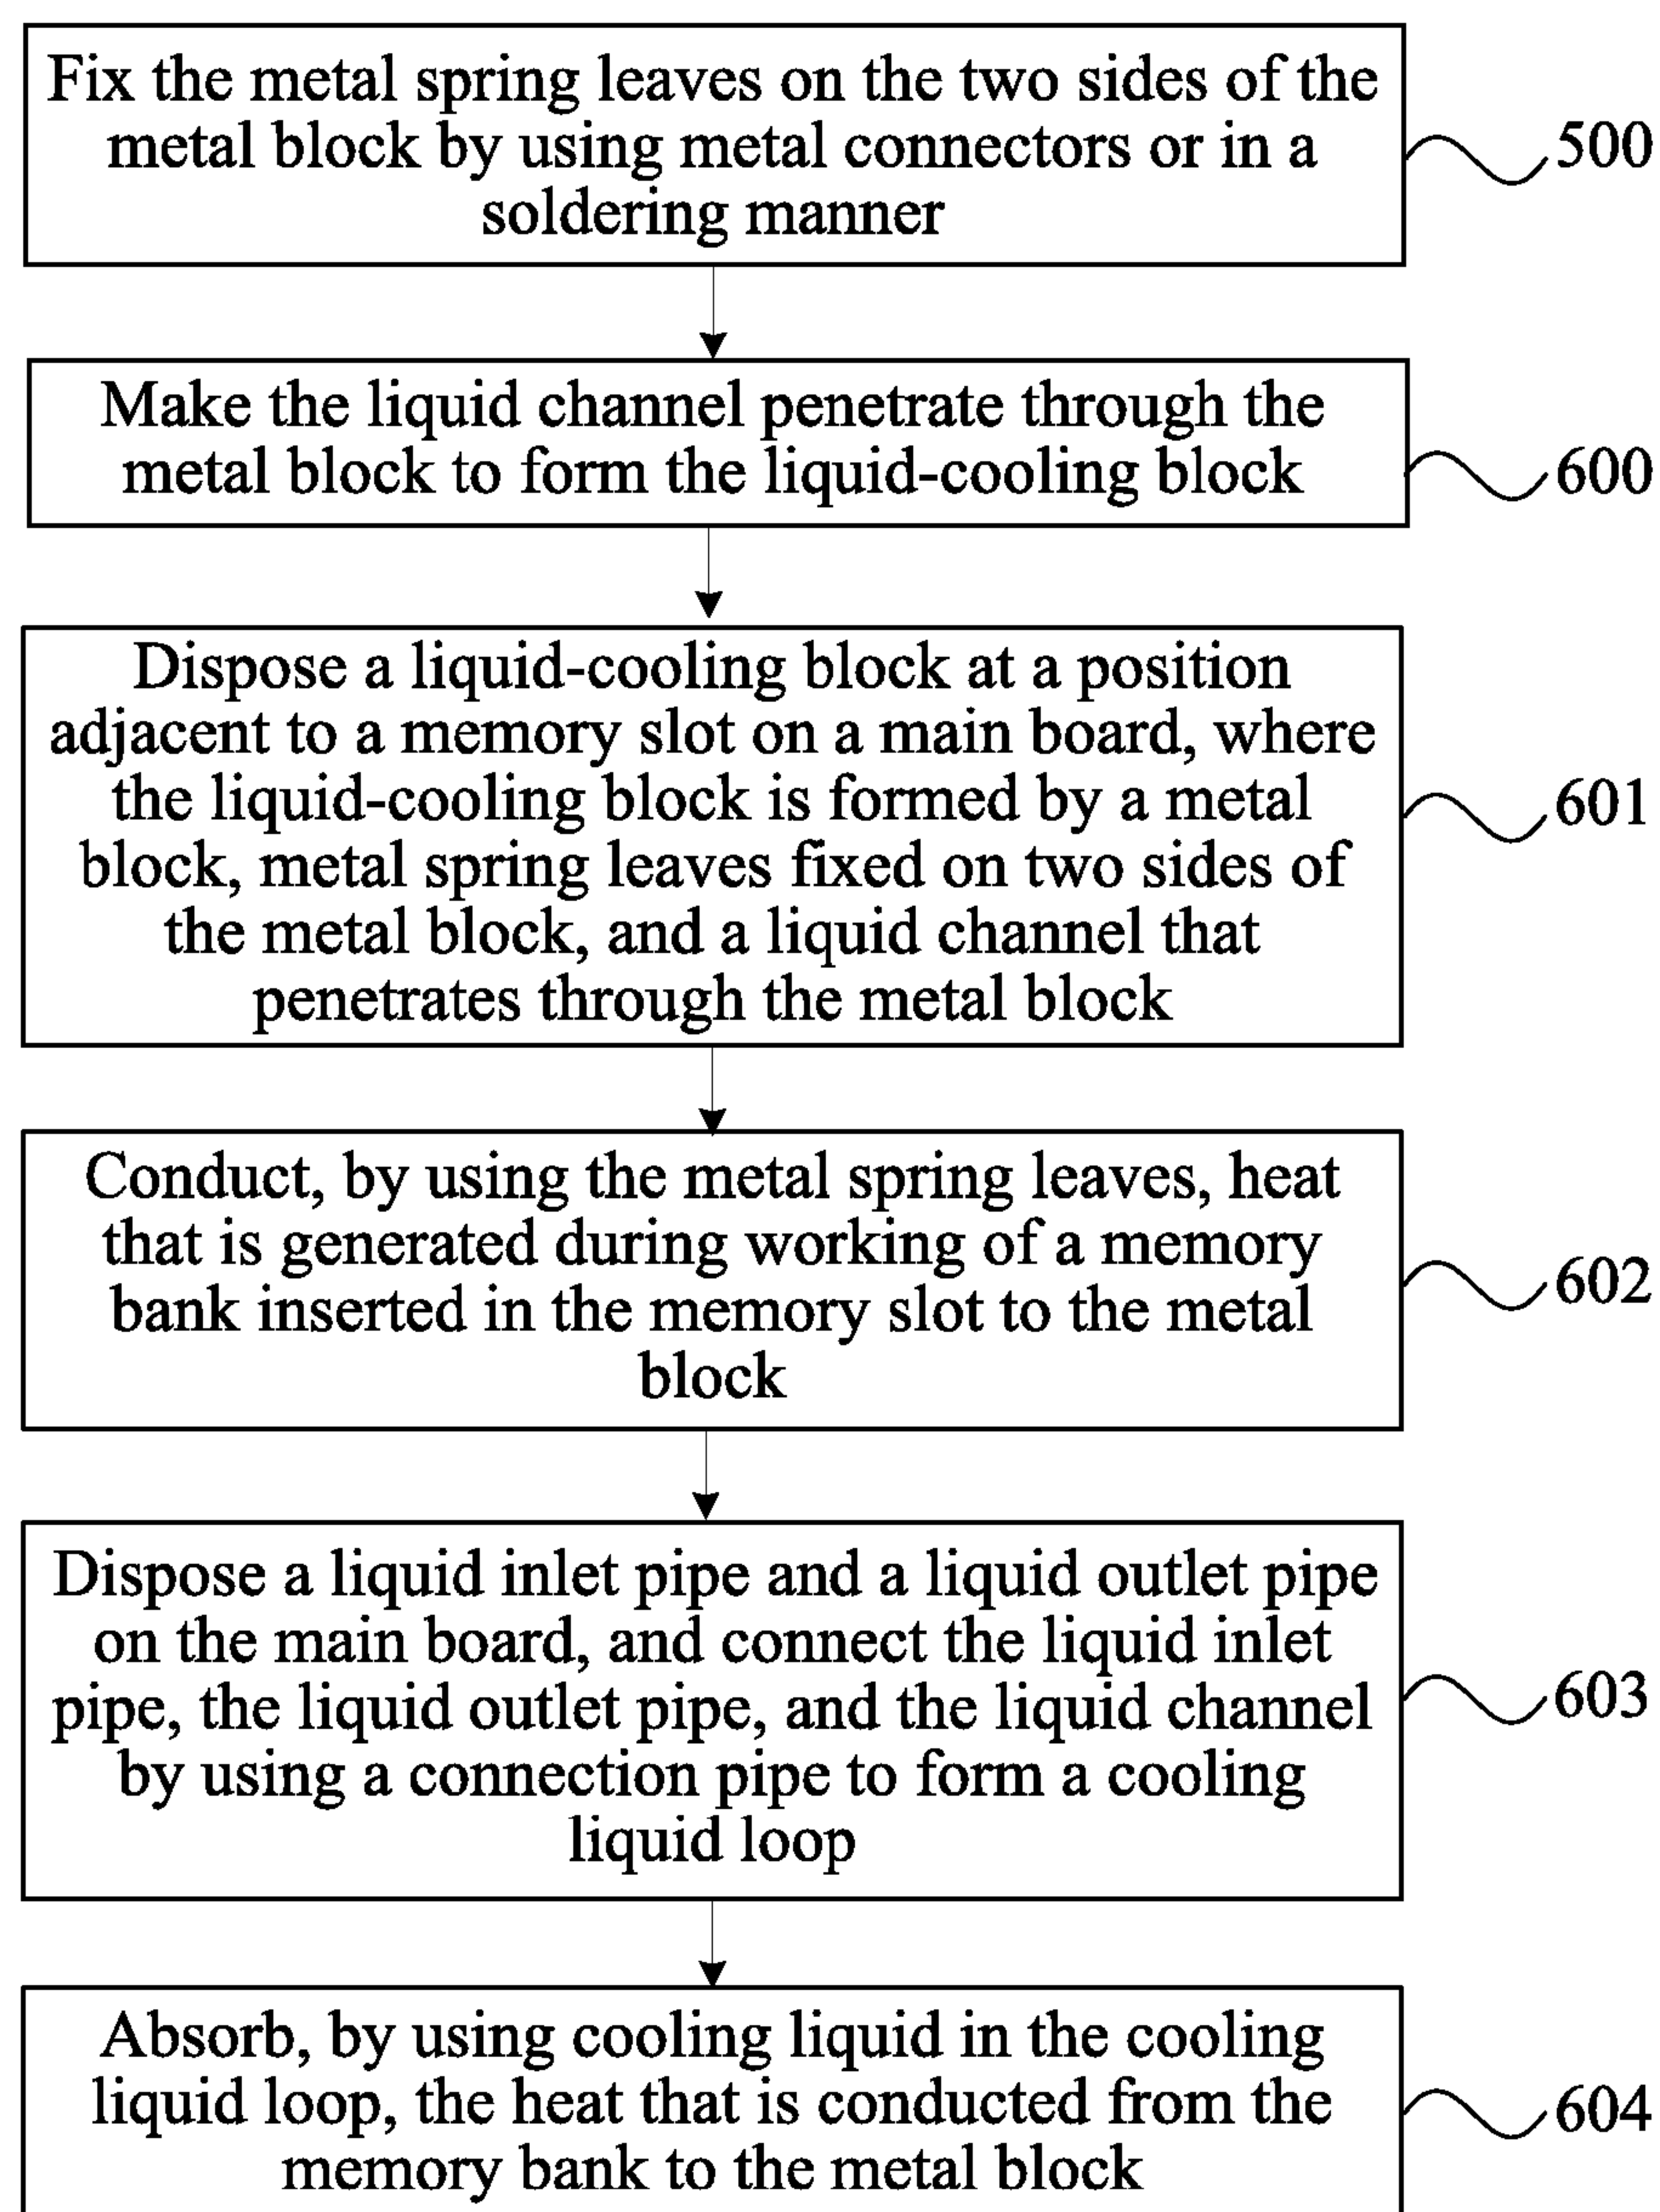 Fix the metal spring leaves on the two sides of the
metal block by using metal connectors or in a
soldering manner
500
Make the liquid channel penetrate through the
metal block to form the liquid-cooling block
600
Dispose a liquid-cooling block at a position
adjacent to a memory slot on a main board, where
the liquid-cooling block is formed by a metal
block, metal spring leaves fixed on two sides of
the metal block, and a liquid channel that
penetrates through the metal block
601
Conduct, by using the metal spring leaves, heat
that is generated during working of a memory
bank inserted in the memory slot to the metal
block
602
Dispose a liquid inlet pipe and a liquid outlet pipe
on the main board, and connect the liquid inlet
pipe, the liquid outlet pipe, and the liquid channel
by using a connection pipe to form a cooling
liquid loop
603
Absorb, by using cooling liquid in the cooling
liquid loop, the heat that is conducted from the
memory bank to the metal block
604